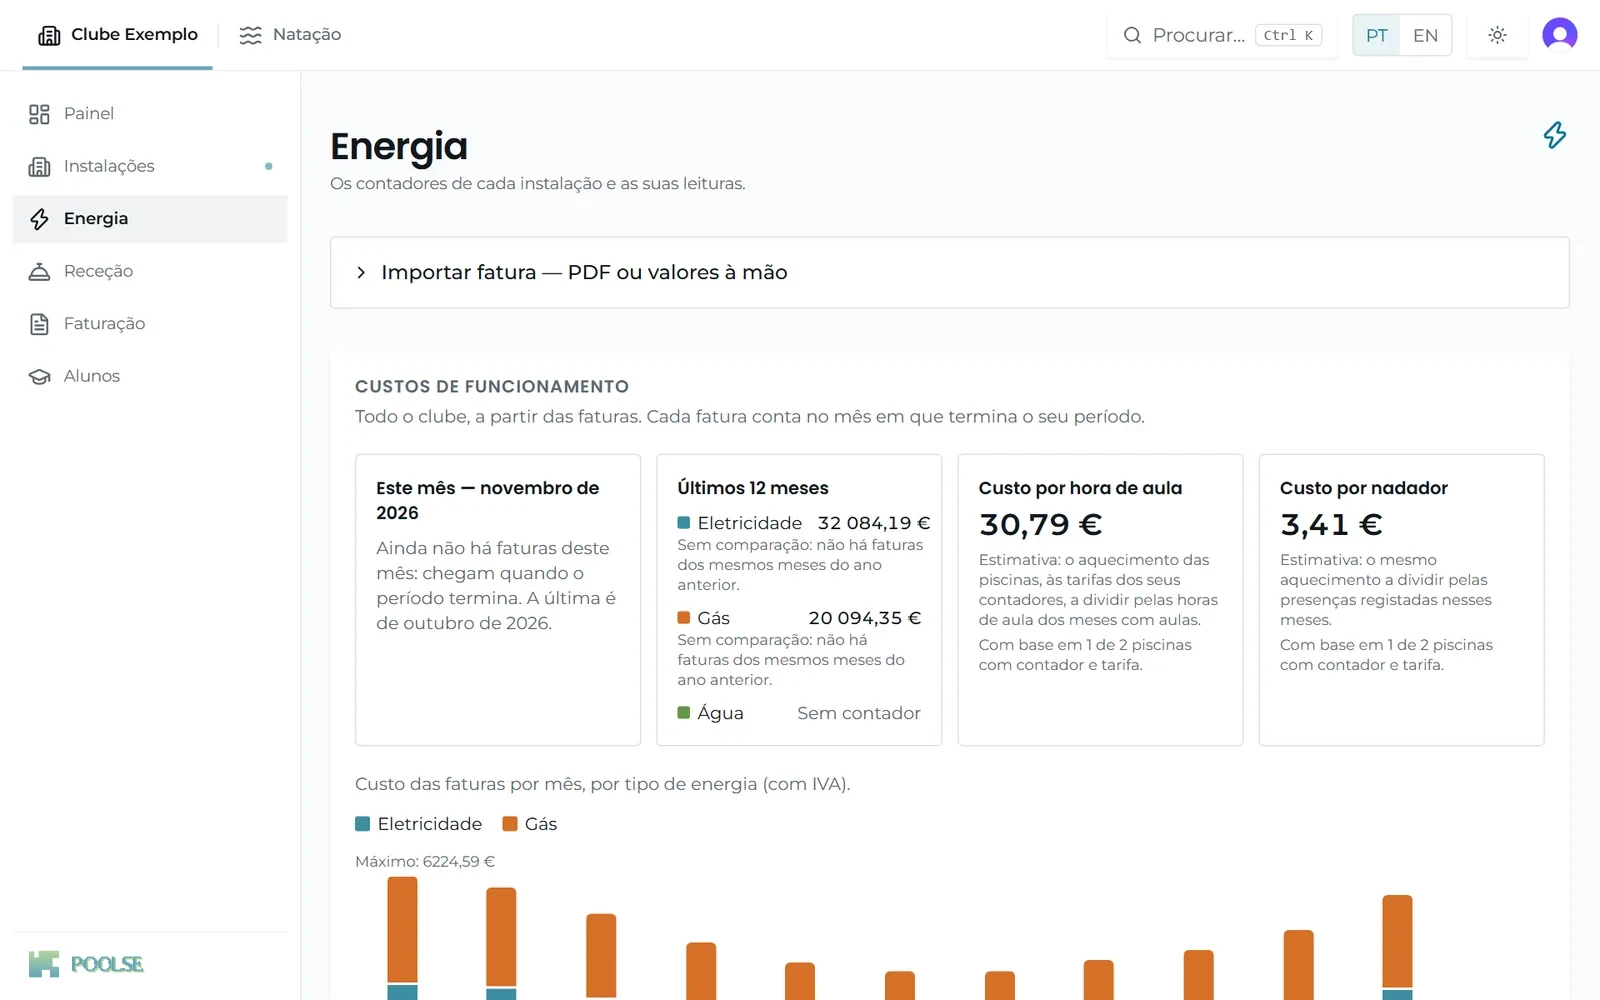 Clube Exemplo
Natação
Procurar... Ctrl K
PT EN
Painel
Instalações
Energia
Receção
Faturação
Alunos
POOLSE
Energia
Os contadores de cada instalação e as suas leituras.
Importar fatura — PDF ou valores à mão
CUSTOS DE FUNCIONAMENTO
Todo o clube, a partir das faturas. Cada fatura conta no mês em que termina o seu período.
Este mês — novembro de
2026
Ainda não há faturas deste
mês: chegam quando o
período termina. A última é
de outubro de 2026.
Últimos 12 meses
Eletricidade 32 084,19 €
Sem comparação: não há faturas
dos mesmos meses do ano
anterior.
Gás 20 094,35 €
Sem comparação: não há
faturas dos mesmos meses do
ano anterior.
Água Sem contador
Custo por hora de aula
30,79 €
Estimativa: o aquecimento das
piscinas, às tarifas dos seus
contadores, a dividir pelas horas
de aula dos meses com aulas.
Com base em 1 de 2 piscinas
com contador e tarifa.
Custo por nadador
3,41 €
Estimativa: o mesmo
aquecimento a dividir pelas
presenças registadas nesses
meses.
Com base em 1 de 2 piscinas
com contador e tarifa.
Custo das faturas por mês, por tipo de energia (com IVA).
Eletricidade Gás
Máximo: 6224,59 €